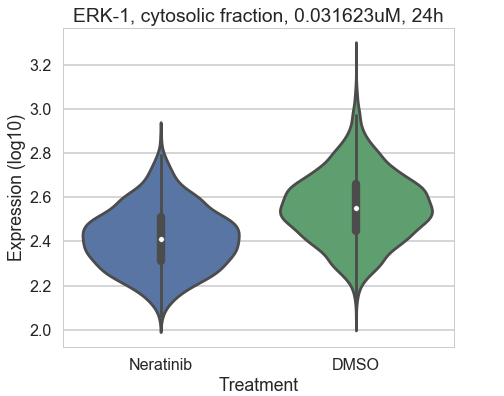 ERK-1, cytosolic fraction, 0.031623uM, 24h
Expression (log10)
3.2
3.0
2.8
2.6
2.4
2.2
2.0
Neratinib DMSO
Treatment